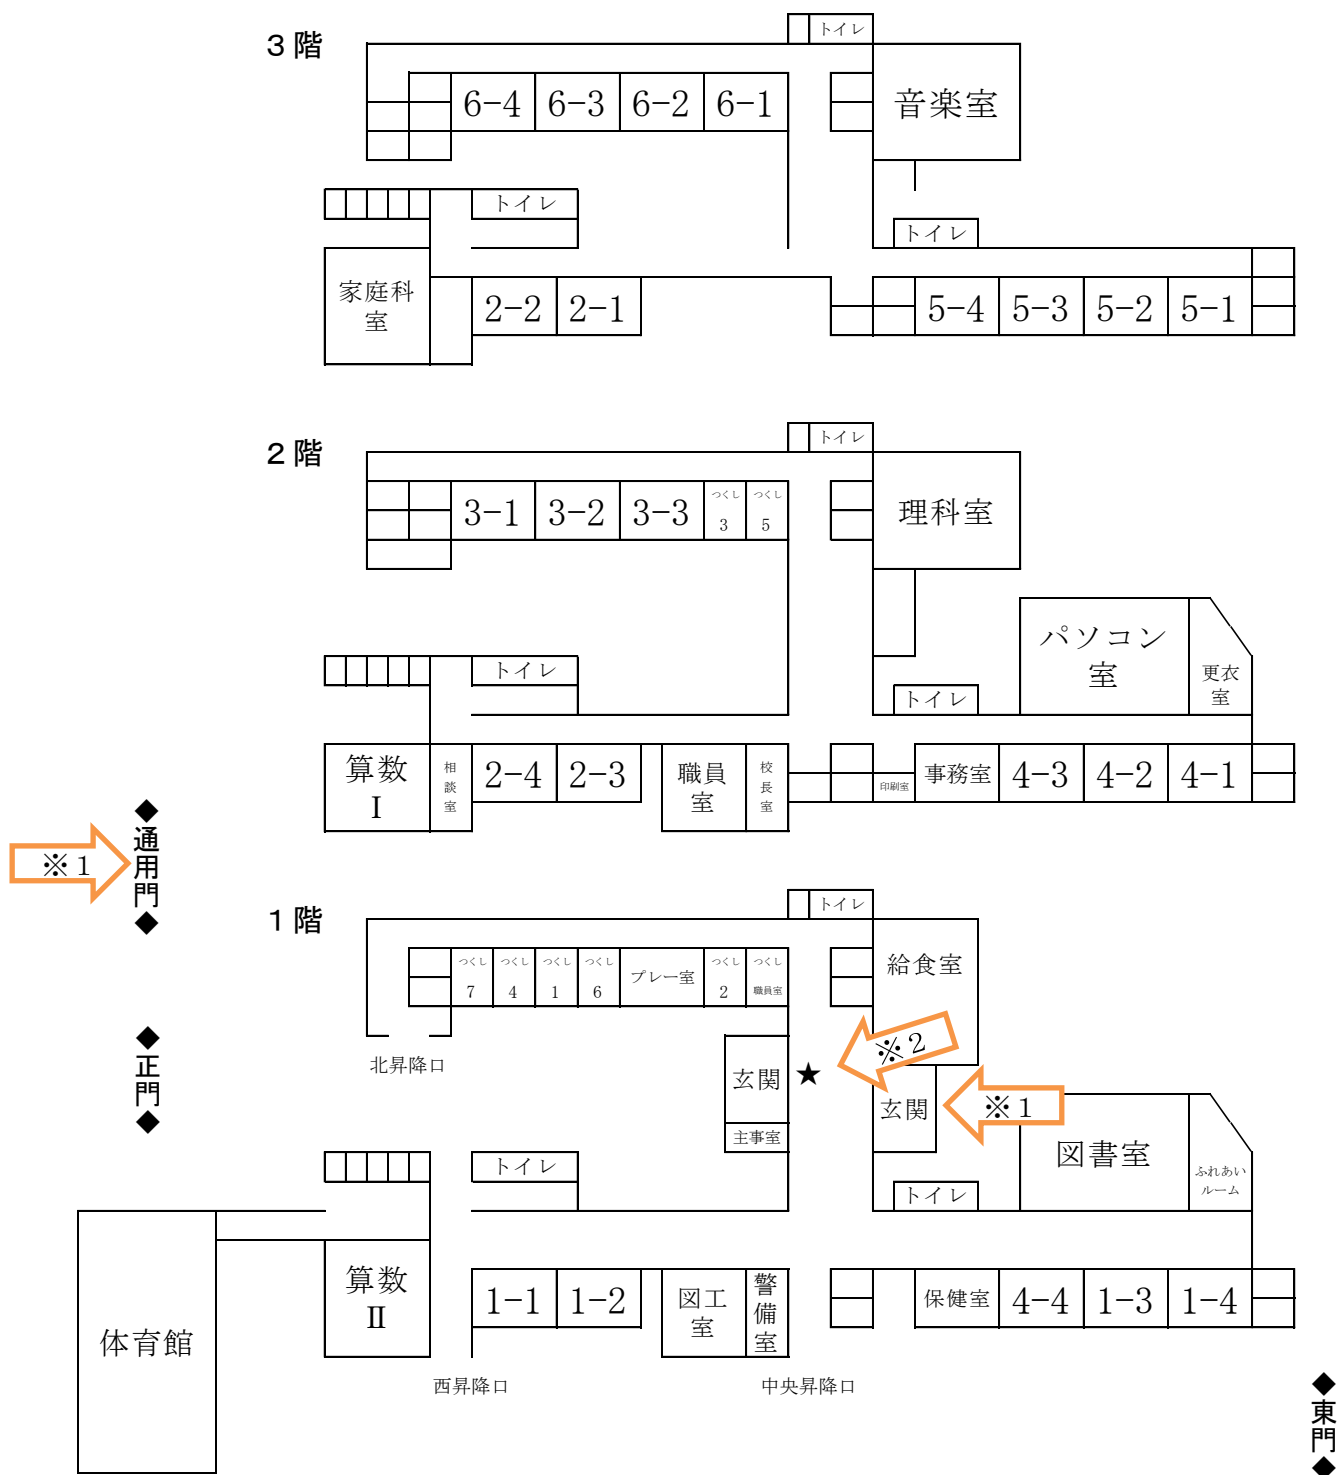 トイレ
3階
6-4 6-3 6-2 6-1 音楽室
トイレ
トイレ
家庭科
室
2-2 2-1 5-4 5-3 5-2 5-1
トイレ
2階
3-1 3-2 3-3 つくし 3 つくし 5 理科室
パソコン
室
更衣
室
トイレ
トイレ
算数
I
相談室
2-4 2-3 職員
室
校長室
印刷室 事務室 4-3 4-2 4-1
◆通用門◆
※1
トイレ
1階
つくし 7 つくし 4 つくし 1 つくし 6 プレー室 つくし 2 つくし 職員室 給食室
◆正門◆
北昇降口
玄関 ★ ※2
玄関 ※1
主事室
図書室
ふれあい
ルーム
トイレ
トイレ
体育館
算数
Ⅱ
1-1 1-2 図工
室
警備室
保健室 4-4 1-3 1-4
西昇降口 中央昇降口
◆東門◆